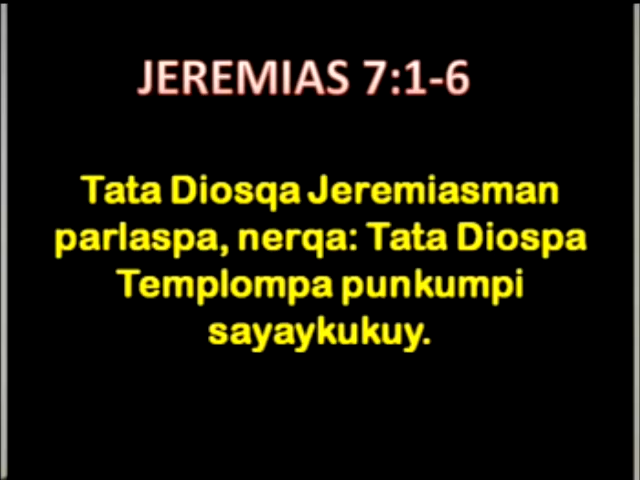 JEREMIAS 7:1-6
Tata Diosqa Jeremiasman
parlaspa, nerqa: Tata Diospa
Templompa punkumpi
sayaykukuy.